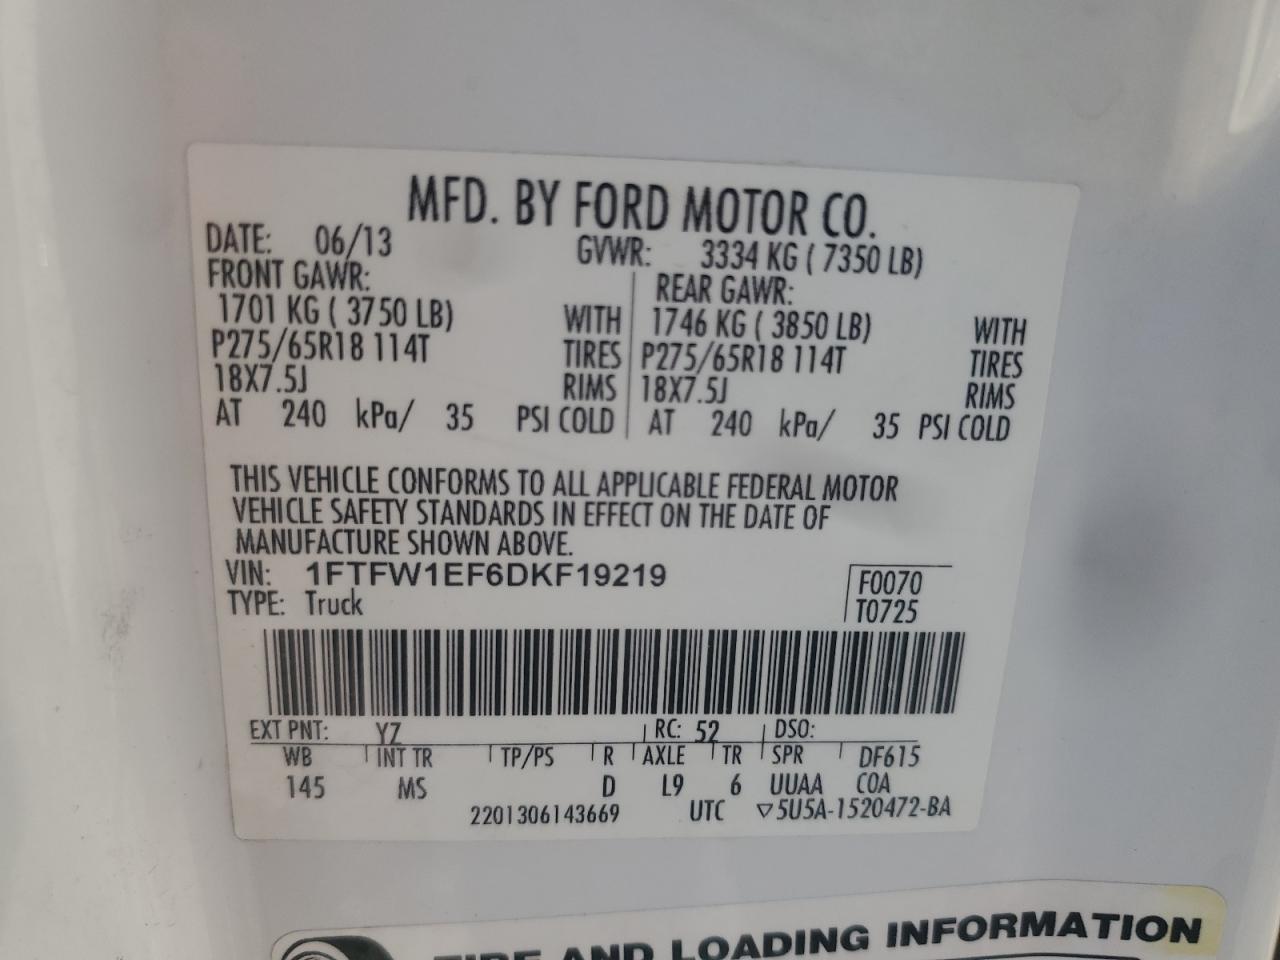 MFD. BY FORD MOTOR CO.
DATE: 06/13 GVWR: 3334 KG ( 7350 LB)
FRONT GAWR: REAR GAWR:
1701 KG ( 3750 LB) WITH 1746 KG ( 3850 LB) WITH
P275/65R18 114T TIRES P275/65R18 114T TIRES
18X7.5J RIMS 18X7.5J RIMS
AT 240 kPa/ 35 PSI COLD AT 240 kPa/ 35 PSI COLD
THIS VEHICLE CONFORMS TO ALL APPLICABLE FEDERAL MOTOR
VEHICLE SAFETY STANDARDS IN EFFECT ON THE DATE OF
MANUFACTURE SHOWN ABOVE.
VIN: 1FTFW1EF6DKF19219 F0070
TYPE: Truck T0725
EXT PNT: YZ RC: 52 DSO:
WB INT TR TP/PS R AXLE TR SPR DF615
145 MS D L9 6 UUAA COA
2201306143669 UTC ▽5U5A-1520472-BA
TIRE AND LOADING INFORMATION